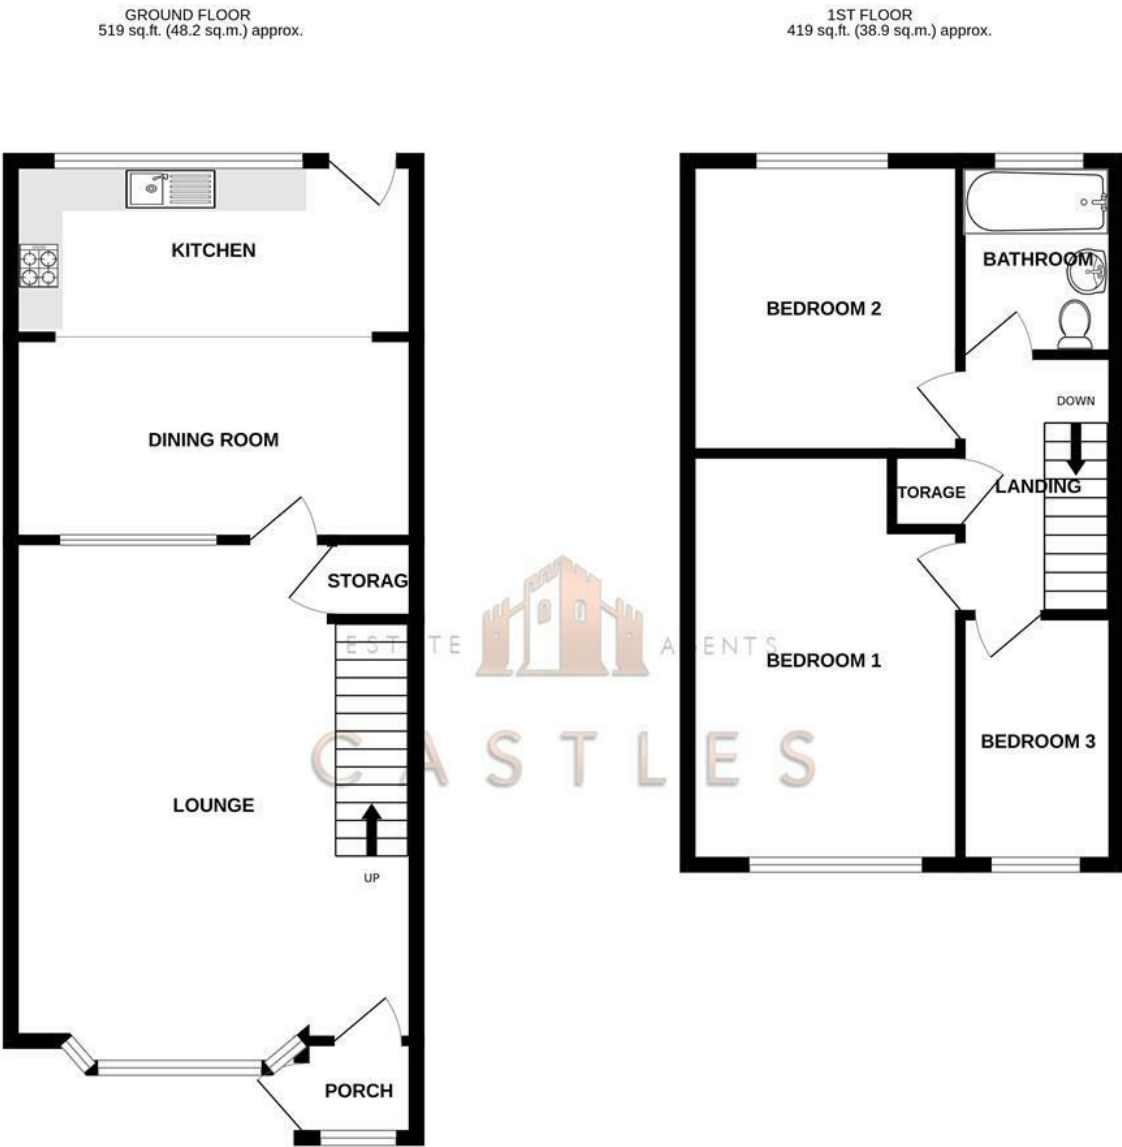 GROUND FLOOR
519 sq.ft. (48.2 sq.m.) approx.
KITCHEN
DINING ROOM
STORAG
LOUNGE
UP
PORCH
1ST FLOOR
419 sq.ft. (38.9 sq.m.) approx.
BATHROOM
BEDROOM 2
DOWN
TORAGE
LANDING
BEDROOM 1
BEDROOM 3
ESTATE AGENTS
CASTLES